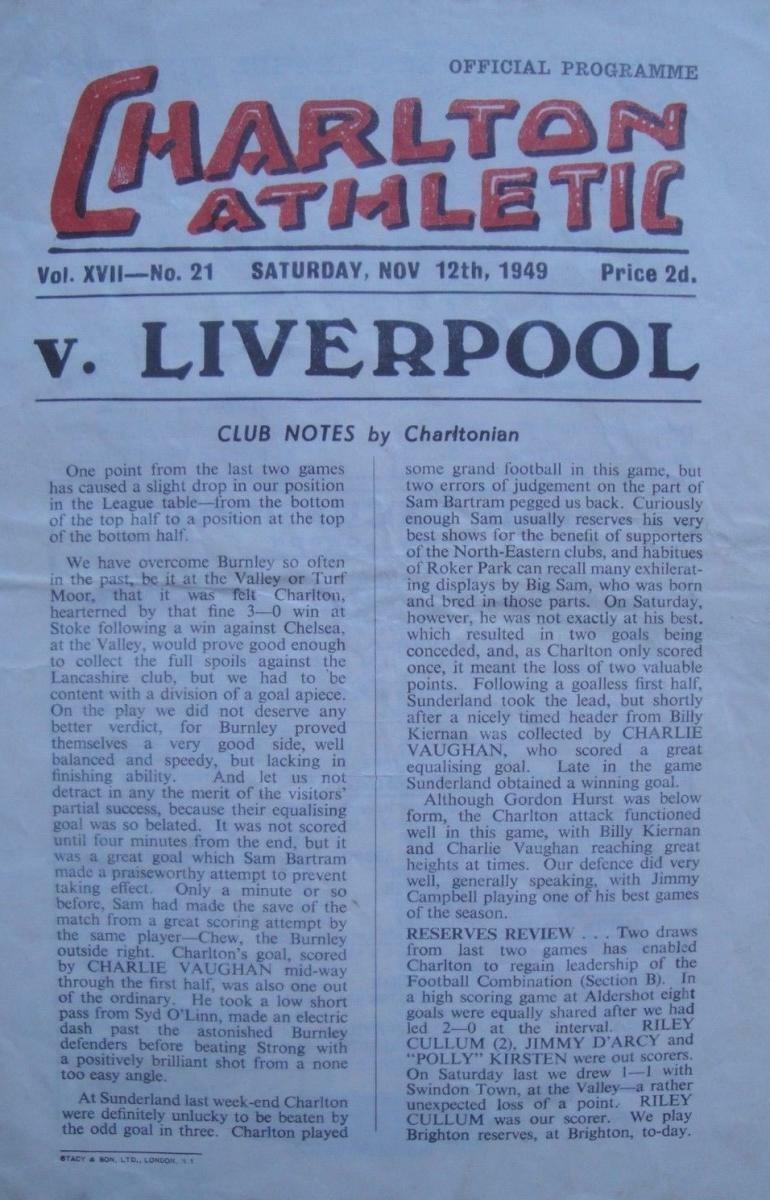 OFFICIAL PROGRAMME
CHARLTON
ATHLETIC
Vol. XVII—No. 21 SATURDAY, NOV 12th, 1949 Price 2d.
v. LIVERPOOL
CLUB NOTES by Charltonian
One point from the last two games
has caused a slight drop in our position
in the League table—from the bottom
of the top half to a position at the top
of the bottom half.
We have overcome Burnley so often
in the past, be it at the Valley or Turf
Moor, that it was felt Charlton,
hearterned by that fine 3—0 win at
Stoke following a win against Chelsea,
at the Valley, would prove good enough
to collect the full spoils against the
Lancashire club, but we had to be
content with a division of a goal apiece.
On the play we did not deserve any
better verdict, for Burnley proved
themselves a very good side, well
balanced and speedy, but lacking in
finishing ability. And let us not
detract in any the merit of the visitors'
partial success, because their equalising
goal was so belated. It was not scored
until four minutes from the end, but it
was a great goal which Sam Bartram
made a praiseworthy attempt to prevent
taking effect. Only a minute or so
before, Sam had made the save of the
match from a great scoring attempt by
the same player—Chew, the Burnley
outside right. Charlton's goal, scored
by CHARLIE VAUGHAN mid-way
through the first half, was also one out
of the ordinary. He took a low short
pass from Syd O'Linn, made an electric
dash past the astonished Burnley
defenders before beating Strong with
a positively brilliant shot from a none
too easy angle.
At Sunderland last week-end Charlton
were definitely unlucky to be beaten by
the odd goal in three. Charlton played
STACY & SON, LTD., LONDON,
some grand football in this game, but
two errors of judgement on the part of
Sam Bartram pegged us back. Curiously
enough Sam usually reserves his very
best shows for the benefit of supporters
of the North-Eastern clubs, and habitues
of Roker Park can recall many exhilerat-
ing displays by Big Sam, who was born
and bred in those parts. On Saturday,
however, he was not exactly at his best.
which resulted in two goals being
conceded, and, as Charlton only scored
once, it meant the loss of two valuable
points. Following a goalless first half,
Sunderland took the lead, but shortly
after a nicely timed header from Billy
Kiernan was collected by CHARLIE
VAUGHAN, who scored a great
equalising goal. Late in the game
Sunderland obtained a winning goal.
Although Gordon Hurst was below
form, the Charlton attack functioned
well in this game, with Billy Kiernan
and Charlie Vaughan reaching great
heights at times. Our defence did very
well, generally speaking, with Jimmy
Campbell playing one of his best games
of the season.
RESERVES REVIEW . . . Two draws
from last two games has enabled
Charlton to regain leadership of the
Football Combination (Section B). In
a high scoring game at Aldershot eight
goals were equally shared after we had
led 2—0 at the interval. RILEY
CULLUM (2), JIMMY D'ARCY and
"POLLY" KIRSTEN were out scorers.
On Saturday last we drew 1—1 with
Swindon Town, at the Valley—a rather
unexpected loss of a point. RILEY
CULLUM was our scorer. We play
Brighton reserves, at Brighton, to-day.